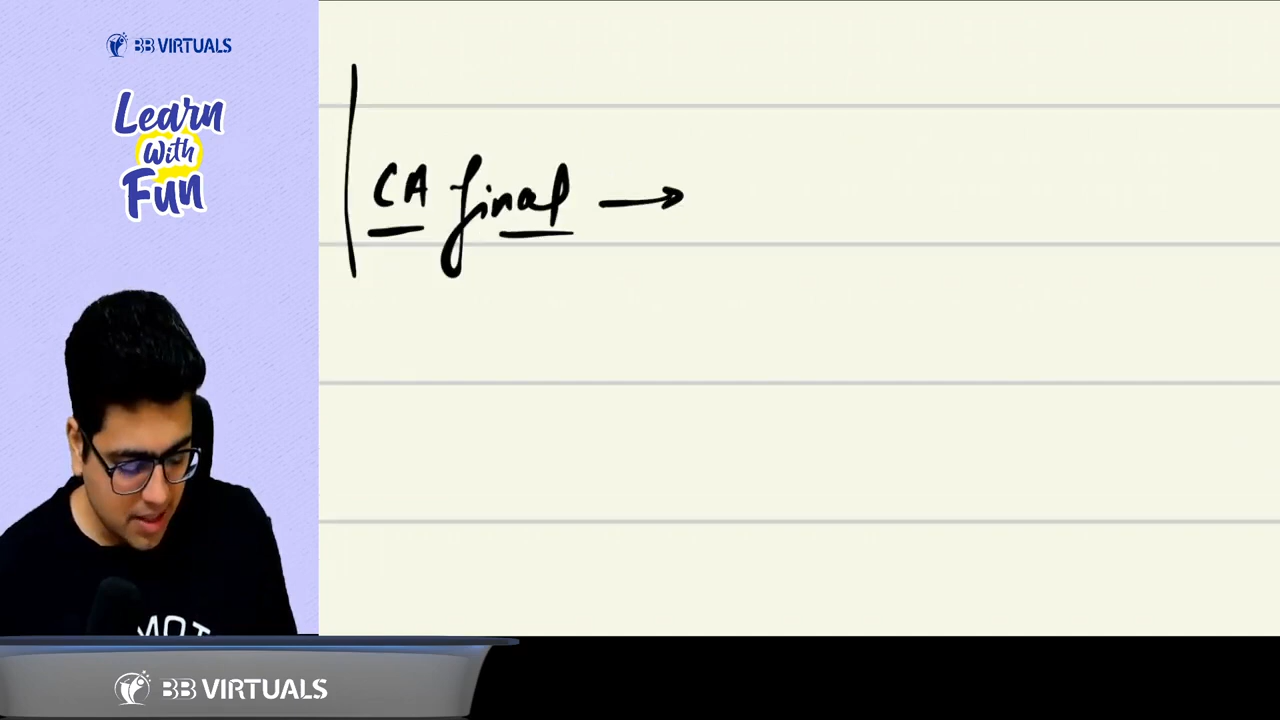 BB VIRTUALS
Learn
With
Fun
CA final →
BB VIRTUALS